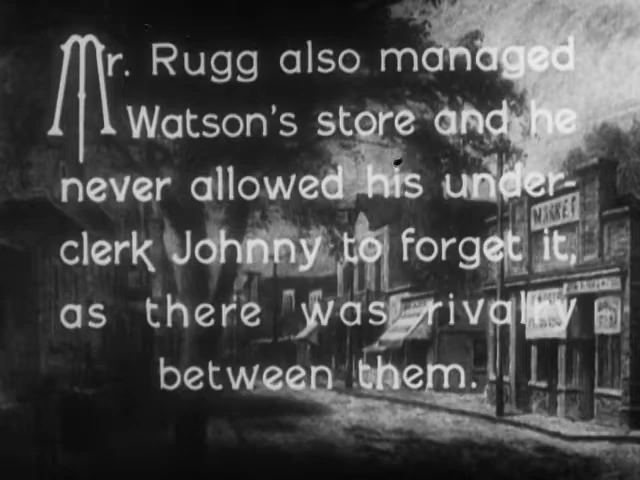 Mr. Rugg also managed
Watson's store and he
never allowed his under-
clerk Johnny to forget it,
as there was rivalry
between them.
MARKET